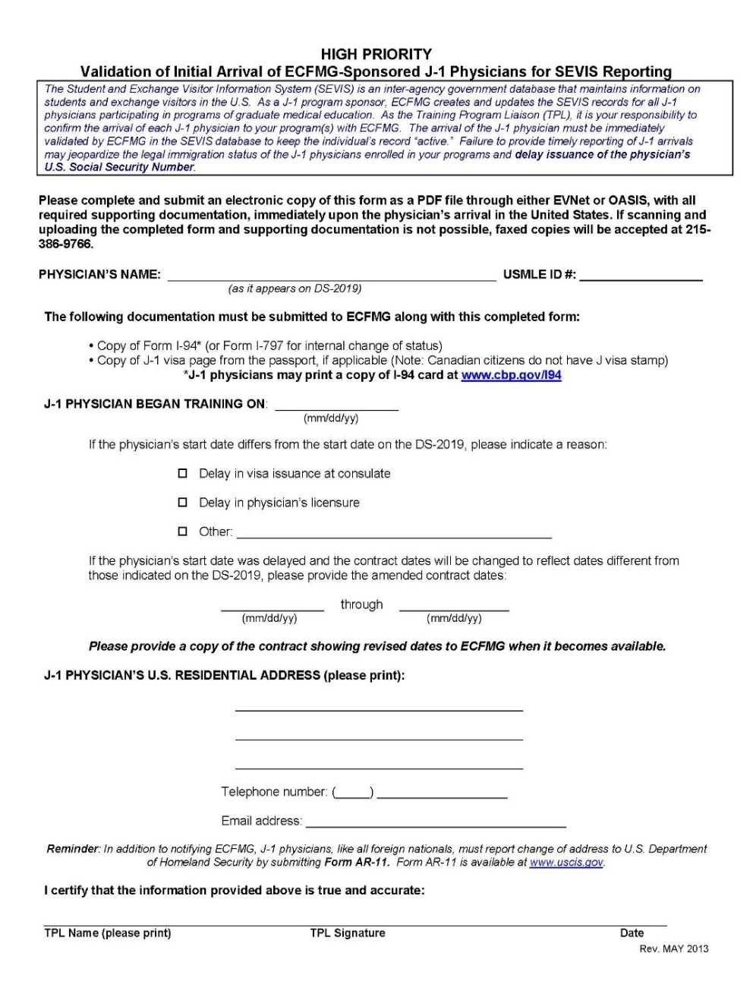 HIGH PRIORITY
Validation of Initial Arrival of ECFMG-Sponsored J-1 Physicians for SEVIS Reporting
The Student and Exchange Visitor Information System (SEVIS) is an inter-agency government database that maintains information on
students and exchange visitors in the U.S. As a J-1 program sponsor, ECFMG creates and updates the SEVIS records for all J-1
physicians participating in programs of graduate medical education. As the Training Program Liaison (TPL), it is your responsibility to
confirm the arrival of each J-1 physician to your program(s) with ECFMG. The arrival of the J-1 physician must be immediately
validated by ECFMG in the SEVIS database to keep the individual's record "active." Failure to provide timely reporting of J-1 arrivals
may jeopardize the legal immigration status of the J-1 physicians enrolled in your programs and delay issuance of the physician's
U.S. Social Security Number.
Please complete and submit an electronic copy of this form as a PDF file through either EVNet or OASIS, with all
required supporting documentation, immediately upon the physician's arrival in the United States. If scanning and
uploading the completed form and supporting documentation is not possible, faxed copies will be accepted at 215-
386-9766.
PHYSICIAN'S NAME: ____________________ USMLE ID #: ____________________
(as it appears on DS-2019)
The following documentation must be submitted to ECFMG along with this completed form:
• Copy of Form I-94* (or Form I-797 for internal change of status)
• Copy of J-1 visa page from the passport, if applicable (Note: Canadian citizens do not have J visa stamp)
*J-1 physicians may print a copy of I-94 card at www.cbp.gov/I94
J-1 PHYSICIAN BEGAN TRAINING ON: ____________________
(mm/dd/yy)
If the physician's start date differs from the start date on the DS-2019, please indicate a reason:
☐ Delay in visa issuance at consulate
☐ Delay in physician's licensure
☐ Other: ____________________
If the physician's start date was delayed and the contract dates will be changed to reflect dates different from
those indicated on the DS-2019, please provide the amended contract dates:
____________________ through ____________________
(mm/dd/yy) (mm/dd/yy)
Please provide a copy of the contract showing revised dates to ECFMG when it becomes available.
J-1 PHYSICIAN'S U.S. RESIDENTIAL ADDRESS (please print):
Telephone number: (_____) ____________________
Email address: ____________________
Reminder: In addition to notifying ECFMG, J-1 physicians, like all foreign nationals, must report change of address to U.S. Department
of Homeland Security by submitting Form AR-11. Form AR-11 is available at www.uscis.gov.
I certify that the information provided above is true and accurate:
TPL Name (please print) TPL Signature Date
Rev. MAY 2013